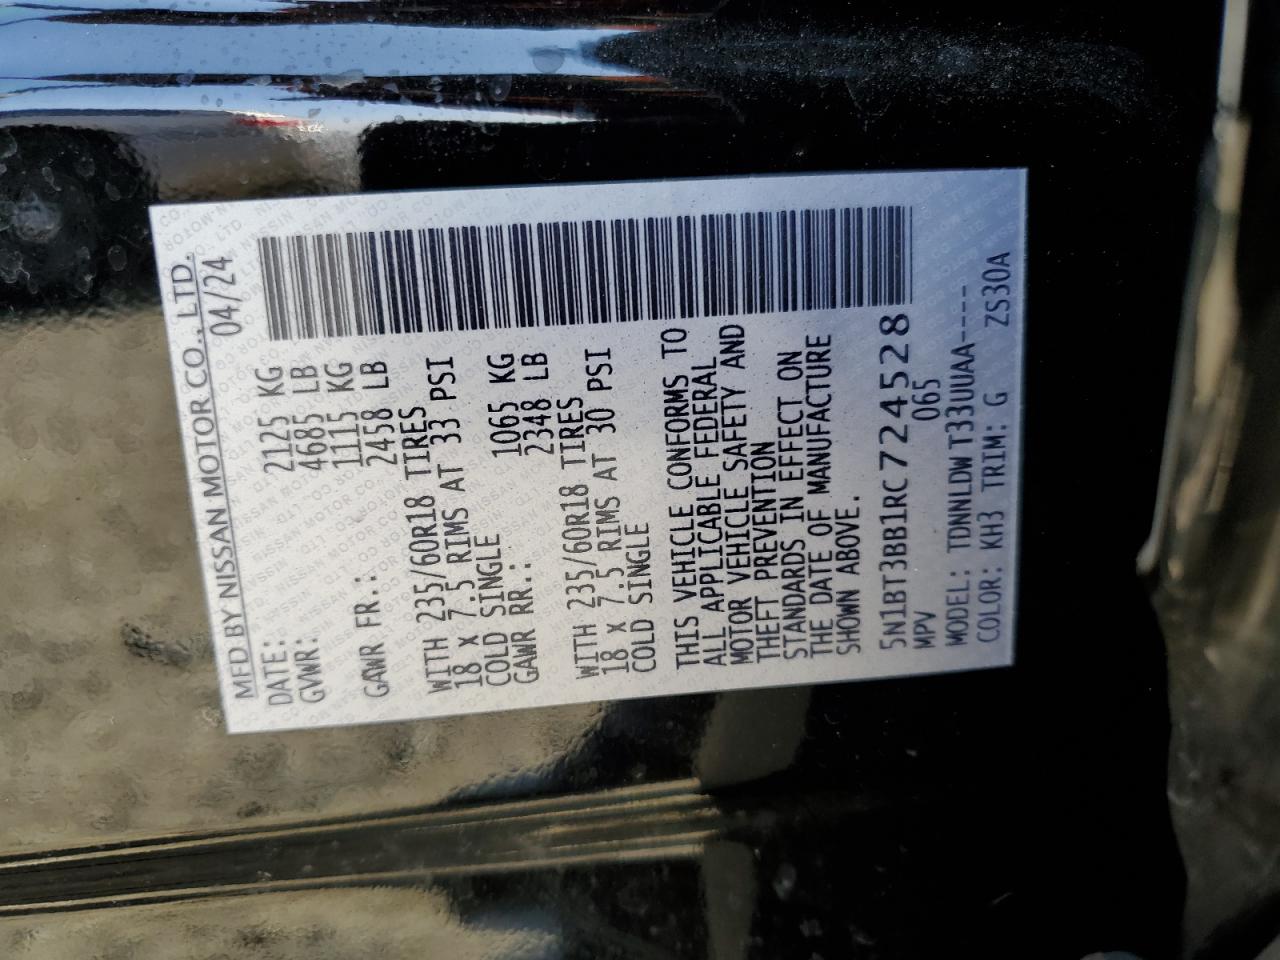 MFD BY NISSAN MOTOR CO., LTD.
DATE: 04/24
GVWR: 2125 KG
4685 LB
GAWR FR.: 1115 KG
2458 LB
WITH 235/60R18 TIRES
18 X 7.5 RIMS AT 33 PSI
COLD SINGLE
GAWR RR.: 1065 KG
2348 LB
WITH 235/60R18 TIRES
18 X 7.5 RIMS AT 30 PSI
COLD SINGLE
THIS VEHICLE CONFORMS TO
ALL APPLICABLE FEDERAL
MOTOR VEHICLE SAFETY AND
THEFT PREVENTION
STANDARDS IN EFFECT ON
THE DATE OF MANUFACTURE
SHOWN ABOVE.
5N1BT3BB1RC724528
MPV 065
MODEL: TDNNLDWT33UUAA----
COLOR: KH3 TRIM: G ZS30A